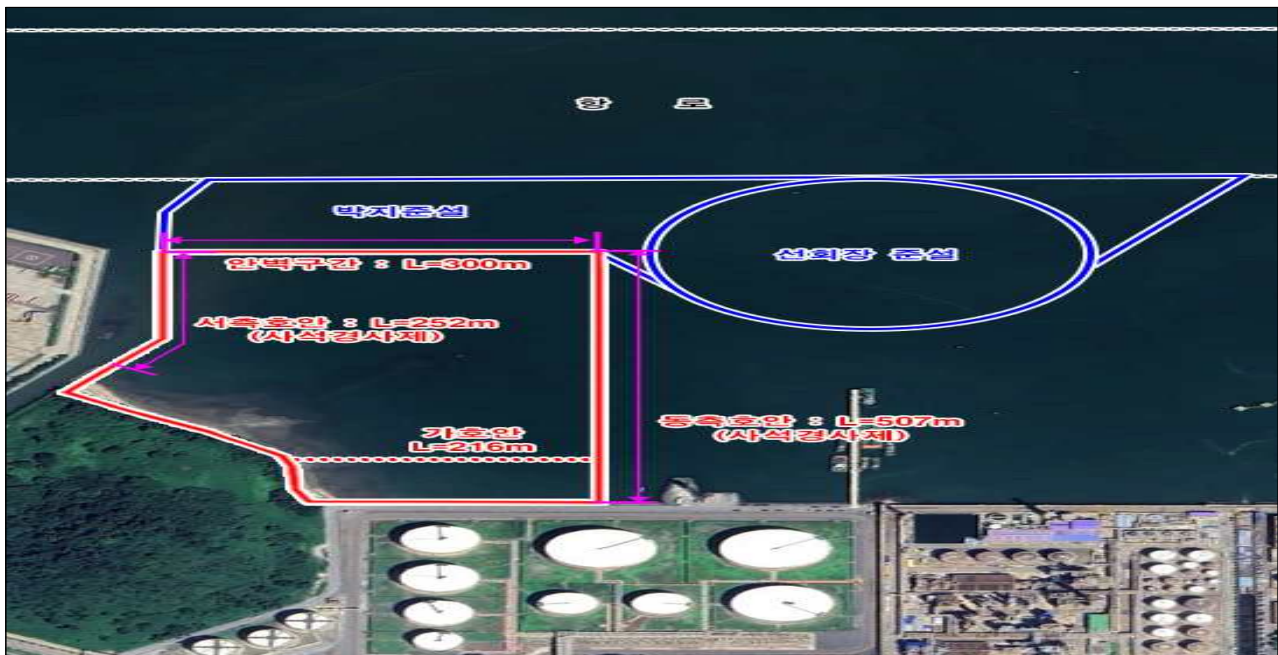 항 로
박지준설
안벽구간 : L=300m
선회장 준설
서측호안 : L=252m
(사석경사제)
동측호안 : L=507m
(사석경사제)
가호안
L=216m